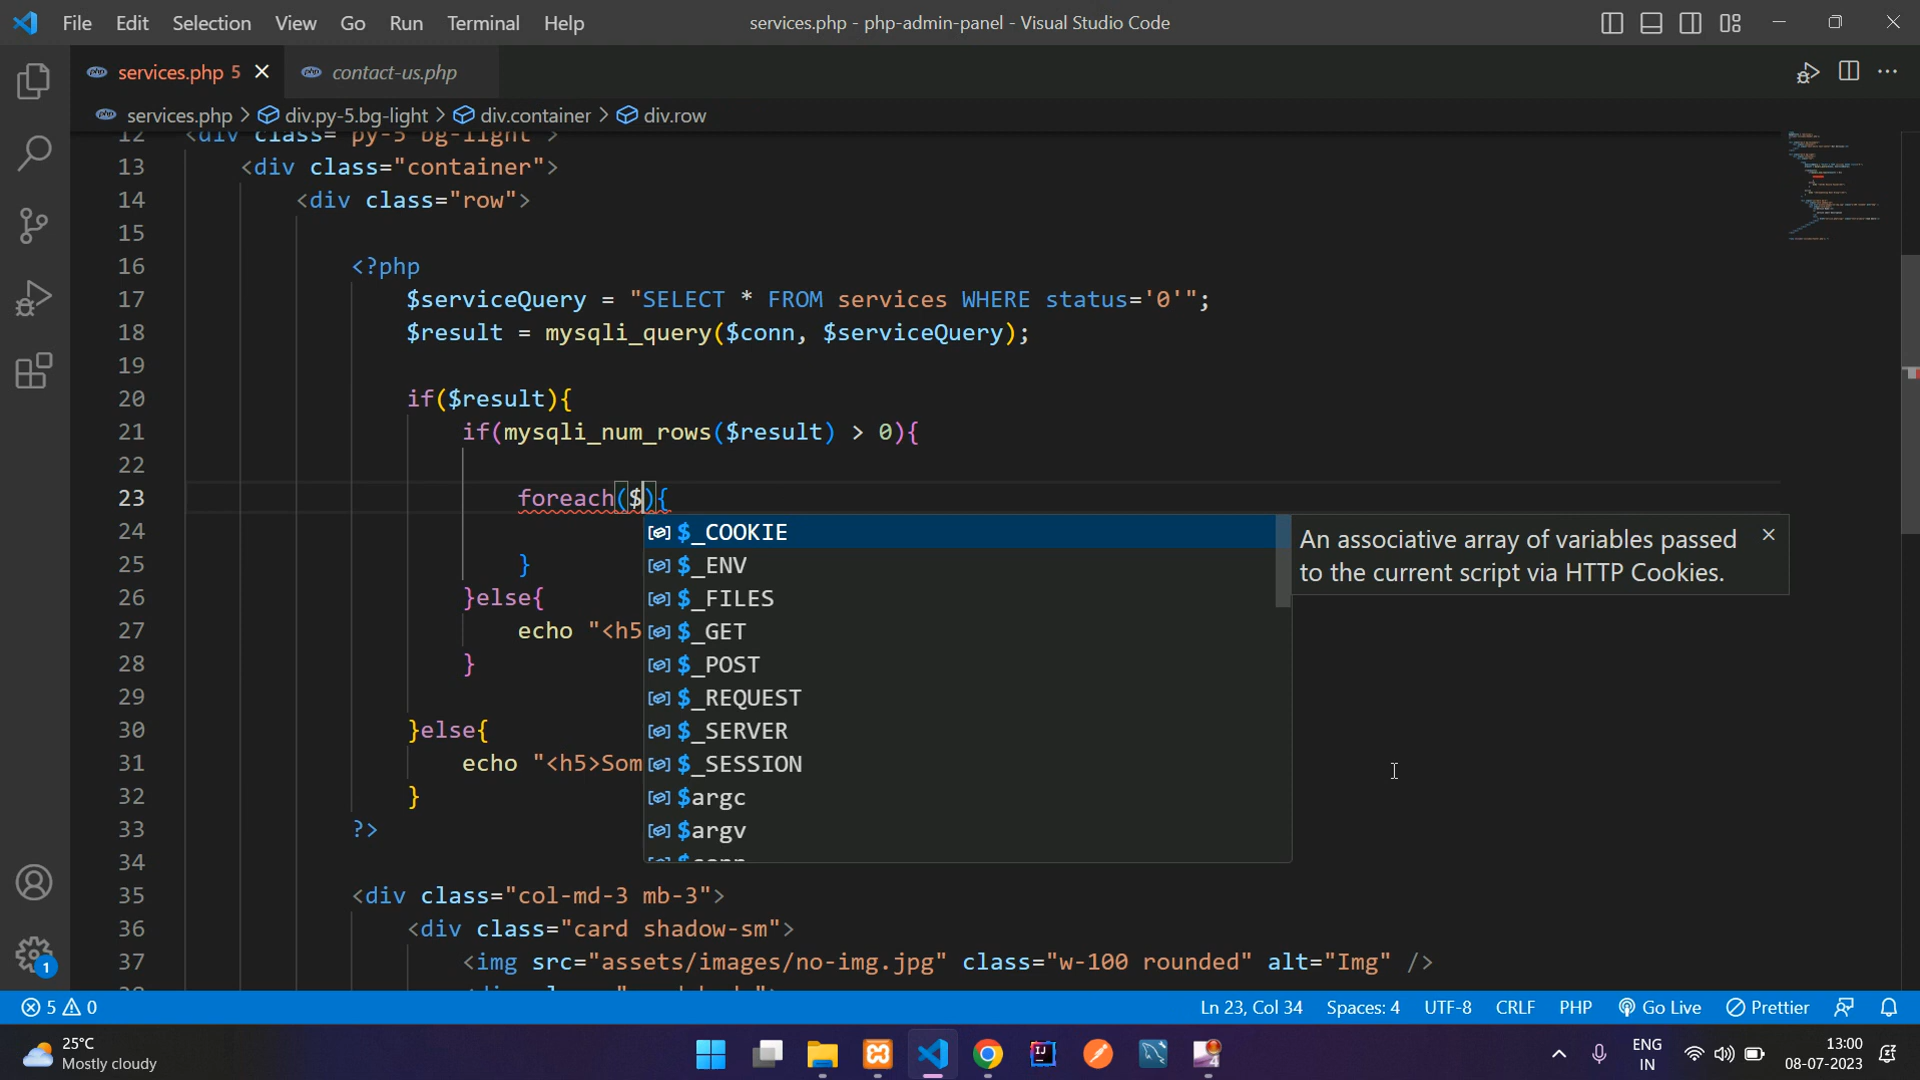 File Edit Selection View Go Run Terminal Help services.php - php-admin-panel - Visual Studio Code
services.php 5 contact-us.php
services.php > div.py-5.bg-light > div.container > div.row
12 <div class="py-5 bg-light">
13 <div class="container">
14 <div class="row">
15
16 <?php
17 $serviceQuery = "SELECT * FROM services WHERE status='0'";
18 $result = mysqli_query($conn, $serviceQuery);
19
20 if($result){
21 if(mysqli_num_rows($result) > 0){
22
23 foreach($){
24
25 }
26 }else{
27 echo "<h5
28 }
29
30 }else{
31 echo "<h5>Som
32 }
33 ?>
34
35 <div class="col-md-3 mb-3">
36 <div class="card shadow-sm">
37 <img src="assets/images/no-img.jpg" class="w-100 rounded" alt="Img" />
$_COOKIE
$_ENV
$_FILES
$_GET
$_POST
$_REQUEST
$_SERVER
$_SESSION
$argc
$argv
An associative array of variables passed
to the current script via HTTP Cookies.
1
5 0 Ln 23, Col 34 Spaces: 4 UTF-8 CRLF PHP Go Live Prettier
25°C
Mostly cloudy
ENG
IN
13:00
08-07-2023